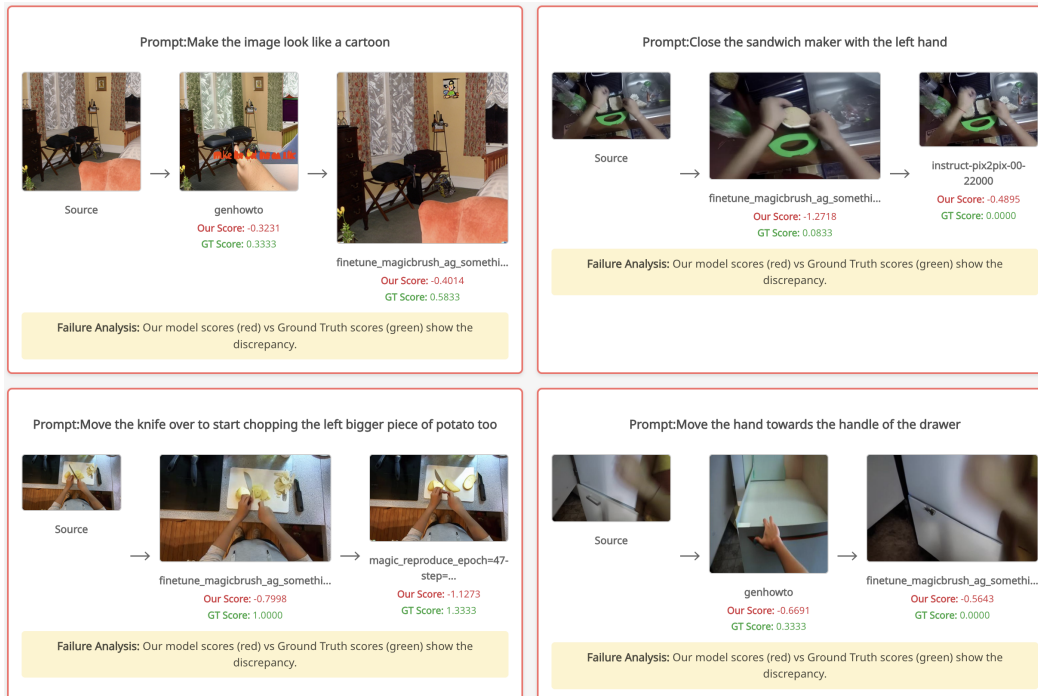 Prompt:Make the image look like a cartoon
Source
genhowto
Our Score: -0.3231
GT Score: 0.3333
finetune_magicbrush_ag_somethi...
Our Score: -0.4014
GT Score: 0.5833
Failure Analysis: Our model scores (red) vs Ground Truth scores (green) show the
discrepancy.
Prompt:Close the sandwich maker with the left hand
Source
finetune_magicbrush_ag_somethi...
Our Score: -1.2718
GT Score: 0.0833
instruct-pix2pix-00-
22000
Our Score: -0.4895
GT Score: 0.0000
Failure Analysis: Our model scores (red) vs Ground Truth scores (green) show the
discrepancy.
Prompt:Move the knife over to start chopping the left bigger piece of potato too
Source
finetune_magicbrush_ag_somethi...
Our Score: -0.7998
GT Score: 1.0000
magic_reproduce_epoch=47-
step=...
Our Score: -1.1273
GT Score: 1.3333
Failure Analysis: Our model scores (red) vs Ground Truth scores (green) show the
discrepancy.
Prompt:Move the hand towards the handle of the drawer
Source
genhowto
Our Score: -0.6691
GT Score: 0.3333
finetune_magicbrush_ag_somethi...
Our Score: -0.5643
GT Score: 0.0000
Failure Analysis: Our model scores (red) vs Ground Truth scores (green) show the
discrepancy.